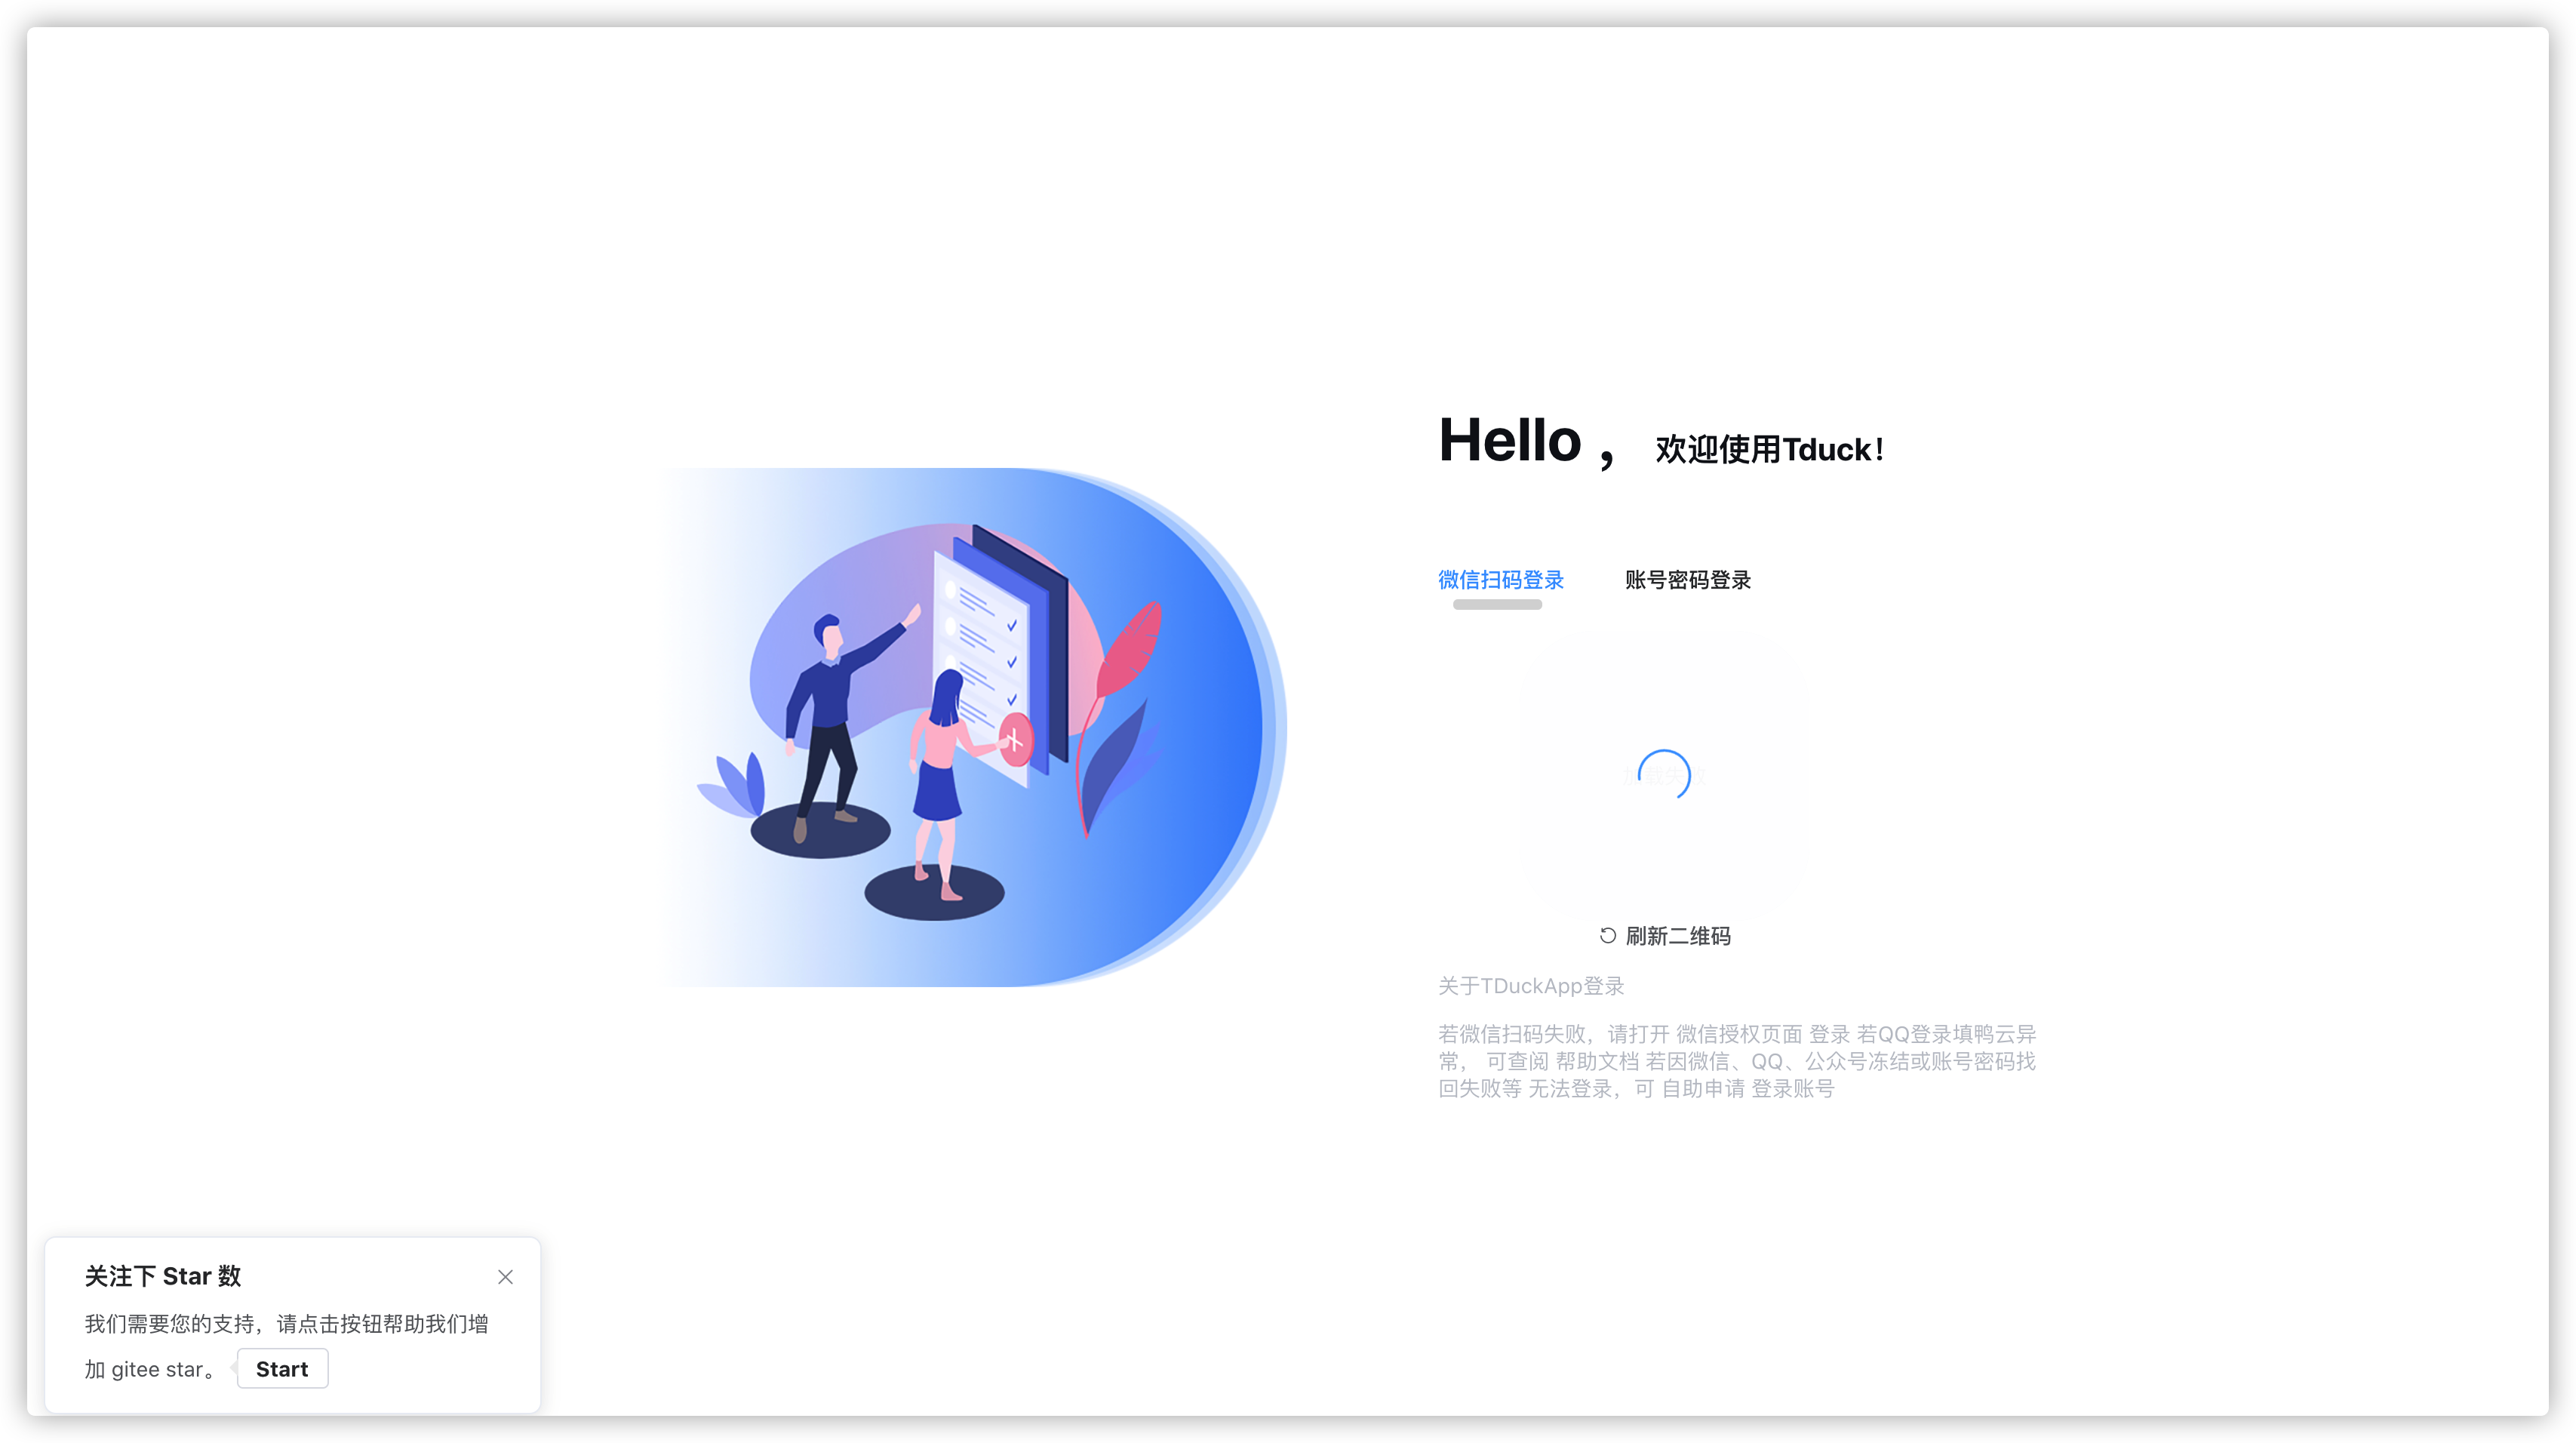 Hello ， 欢迎使用Tduck！
微信扫码登录 账号密码登录
刷新二维码
关于TDuckApp登录
若微信扫码失败，请打开 微信授权页面 登录 若QQ登录填鸭云异
常， 可查阅 帮助文档 若因微信、QQ、公众号冻结或账号密码找
回失败等 无法登录，可 自助申请 登录账号
关注下 Star 数
我们需要您的支持，请点击按钮帮助我们增
加 gitee star。 Start